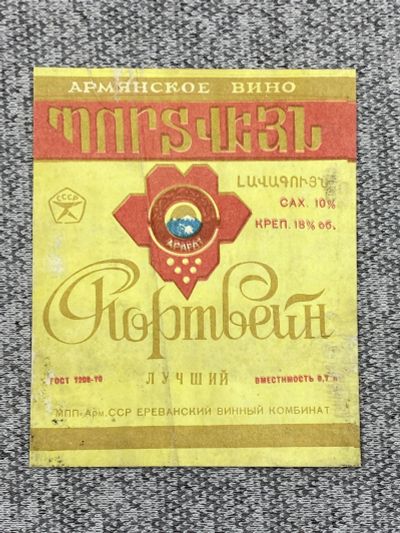 АРМЯНСКОЕ ВИНО
ՊՈՐՏՎԵՅՆ
ԼԱՎԱԳՈՒՅՆ
СССР
САХ. 10%
КРЕП. 18% об.
АРАРАТ
Портвейн
ГОСТ 7208-70
ЛУЧШИЙ
ВМЕСТИМОСТЬ 0,7 л
МПП·Арм.ССР ЕРЕВАНСКИЙ ВИННЫЙ КОМБИНАТ